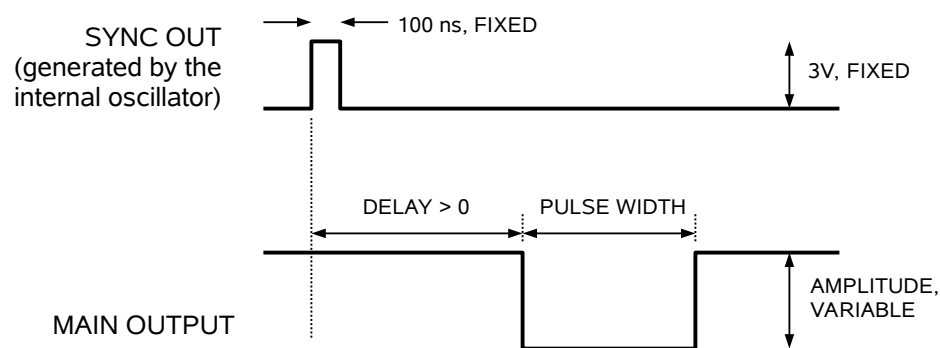 100 ns, FIXED
SYNC OUT
(generated by the
internal oscillator)
3V, FIXED
DELAY > 0
PULSE WIDTH
AMPLITUDE,
VARIABLE
MAIN OUTPUT